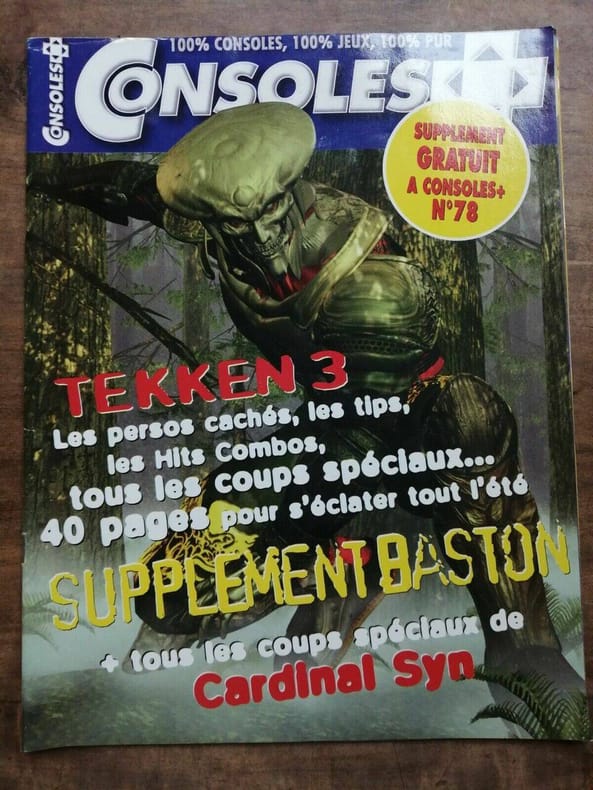 100% CONSOLES, 100% JEUX, 100% PUR
CONSOLES
CONSOLES+
SUPPLEMENT
GRATUIT
A CONSOLES+
N°78
TEKKEN 3
Les persos cachés, les tips,
les Hits Combos,
tous les coups spéciaux...
40 pages pour s'éclater tout l'été
SUPPLEMENT BASTON
+ tous les coups spéciaux de
Cardinal Syn